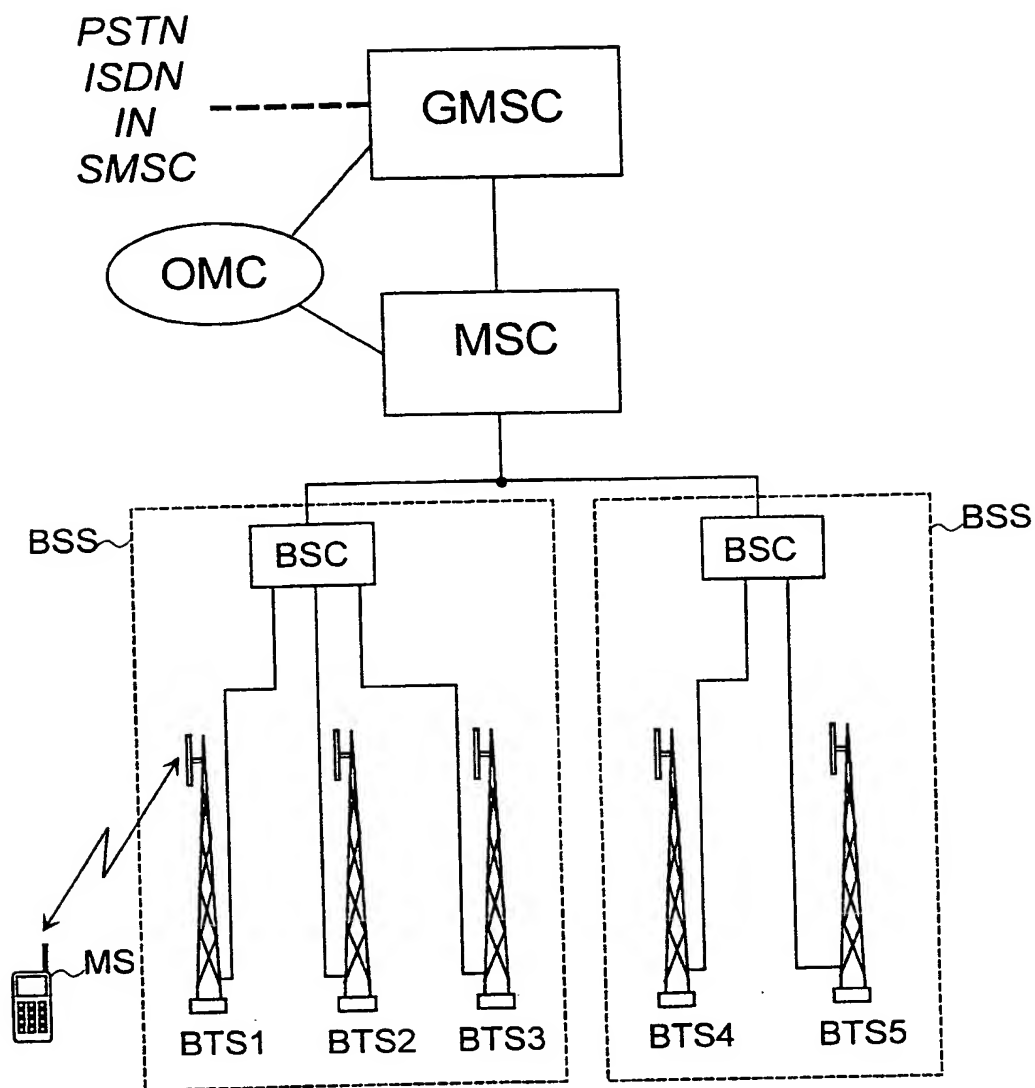 PSTN
ISDN
IN
SMSC
GMSC
OMC
MSC
BSS
BSC
BSC
BSS
MS
BTS1
BTS2
BTS3
BTS4
BTS5